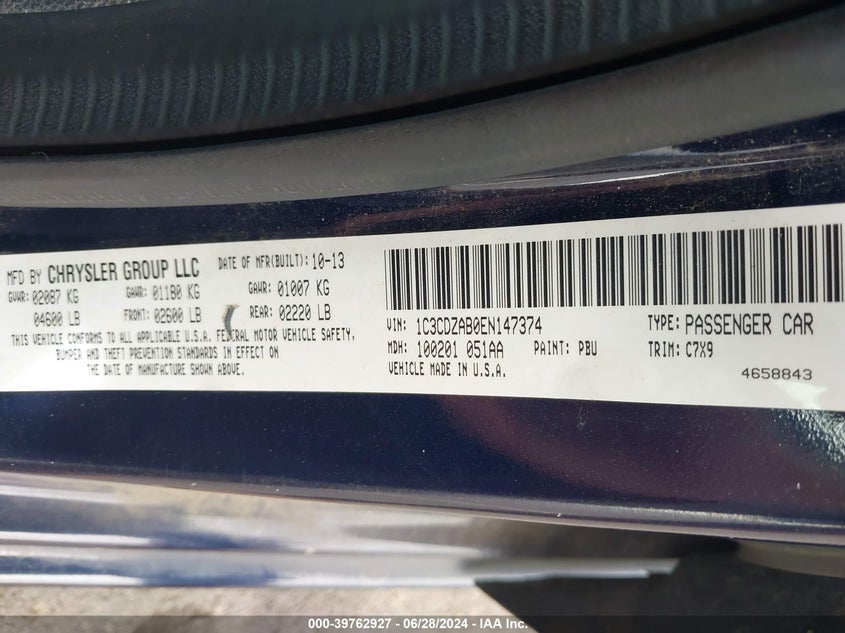 MFD BY CHRYSLER GROUP LLC DATE OF MFR(BUILT): 10-13
GVWR: 02087 KG GAWR: 01180 KG GAWR: 01007 KG
04600 LB FRONT: 02600 LB REAR: 02220 LB
THIS VEHICLE CONFORMS TO ALL APPLICABLE U.S.A. FEDERAL MOTOR VEHICLE SAFETY,
BUMPER AND THEFT PREVENTION STANDARDS IN EFFECT ON
THE DATE OF MANUFACTURE SHOWN ABOVE.
VIN: 1C3CDZAB0EN147374 TYPE: PASSENGER CAR
MDH: 100201 051AA PAINT: PBU TRIM: C7X9
VEHICLE MADE IN U.S.A. 4658843
000-39762927 - 06/28/2024 - IAA Inc.